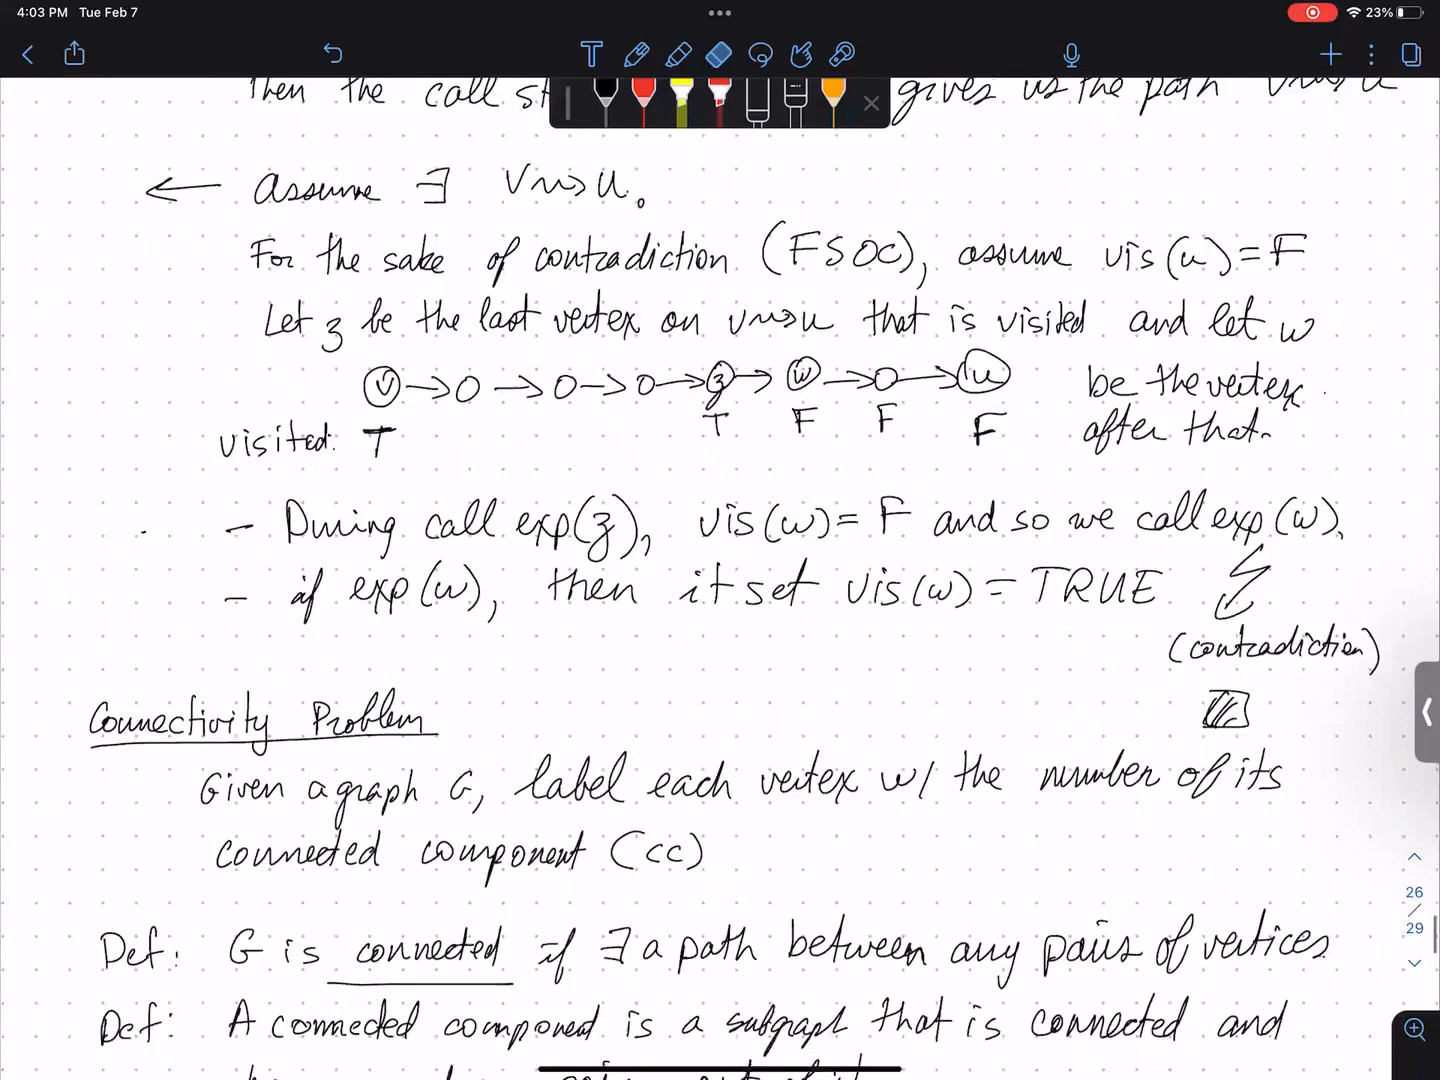 4:03 PM Tue Feb 7
23%
Then the call st gives us the path v⇝u
← assume ∃ v⇝u.
For the sake of contradiction (FSOC), assume vis(u)=F
Let z be the last vertex on v⇝u that is visited and let w
v→O→O→O→z→w→O→u be the vertex
T F F F after that.
visited: T
- During call exp(z), vis(w)=F and so we call exp(w).
- if exp(w), then it set vis(w)=TRUE
(contradiction)
Connectivity Problem
Given a graph G, label each vertex w/ the number of its
connected component (cc)
Def: G is connected if ∃ a path between any pairs of vertices
Def: A connected component is a subgraph that is connected and
26
/
29